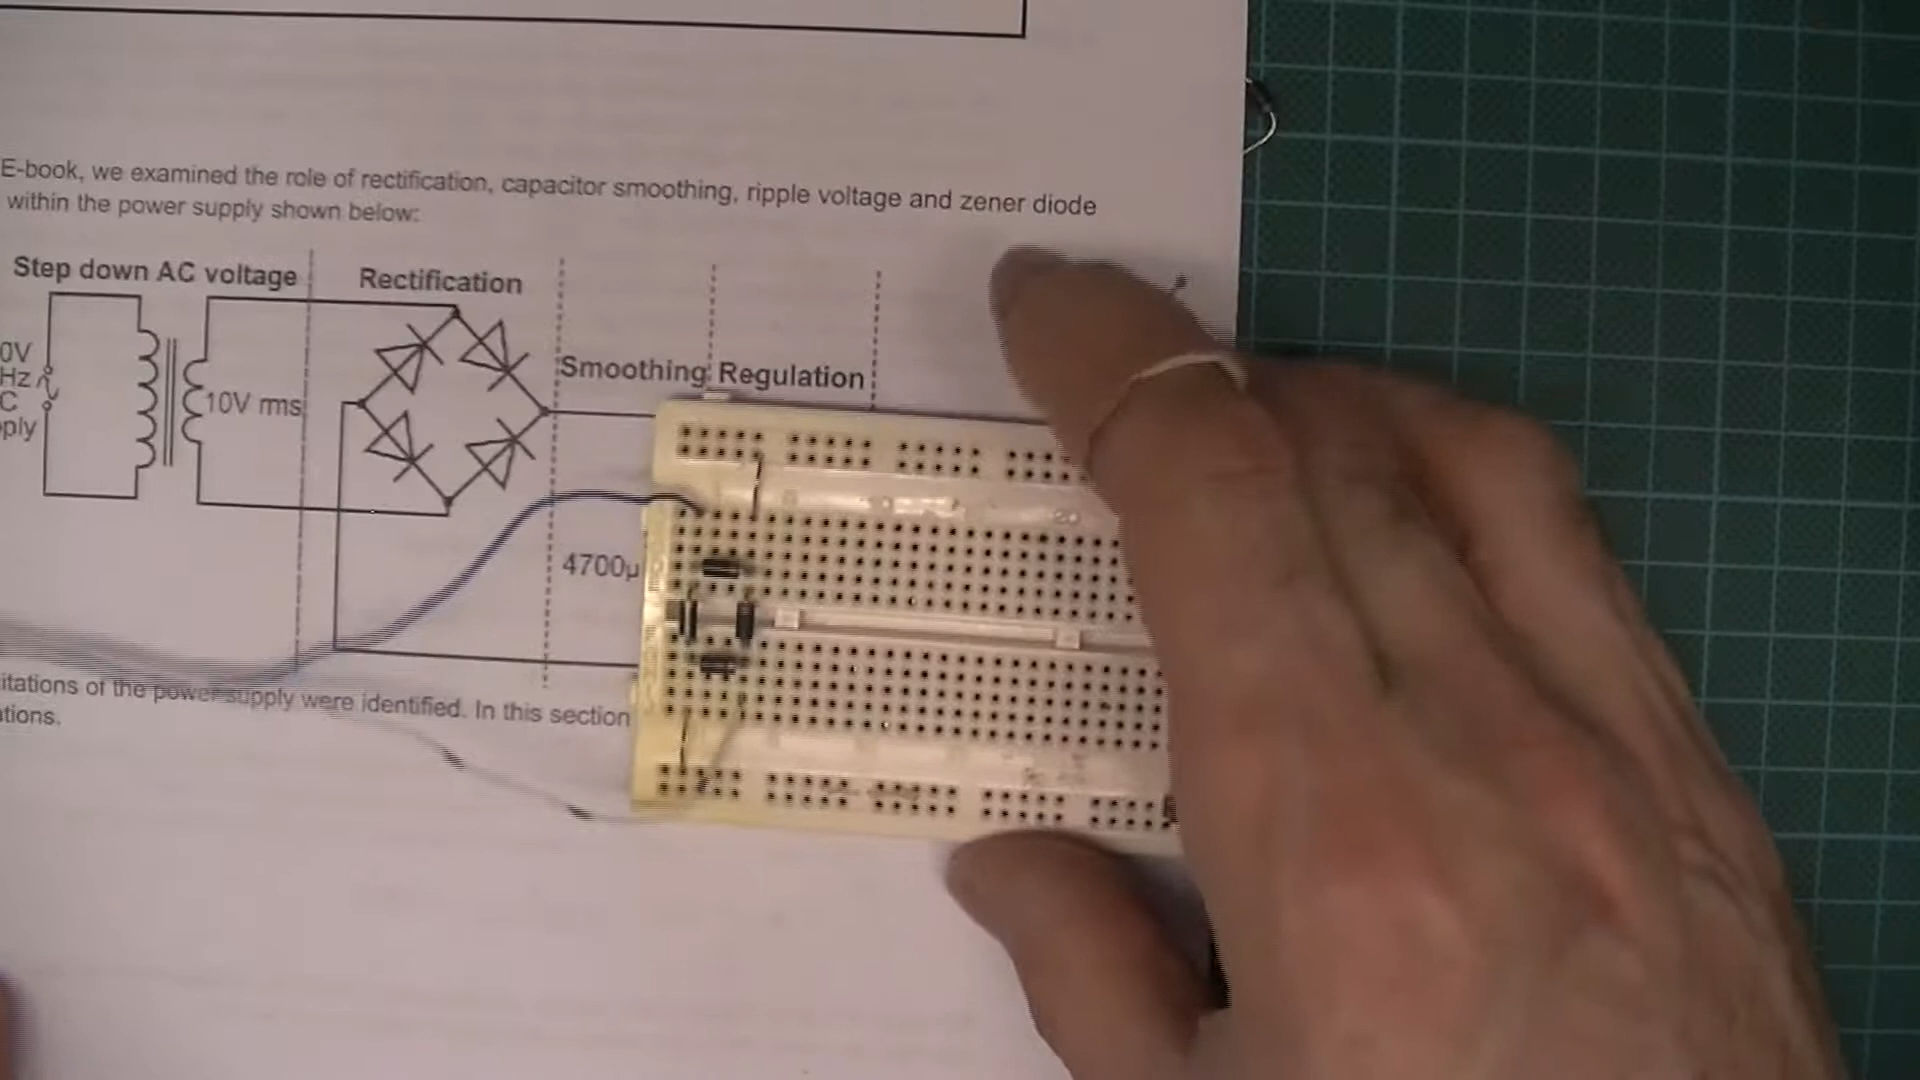 E-book, we examined the role of rectification, capacitor smoothing, ripple voltage and zener diode
within the power supply shown below:
Step down AC voltage
Rectification
Smoothing
Regulation
0V
Hz
C
ply
10V rms
4700µ
itations of the power supply were identified. In this section
tions.